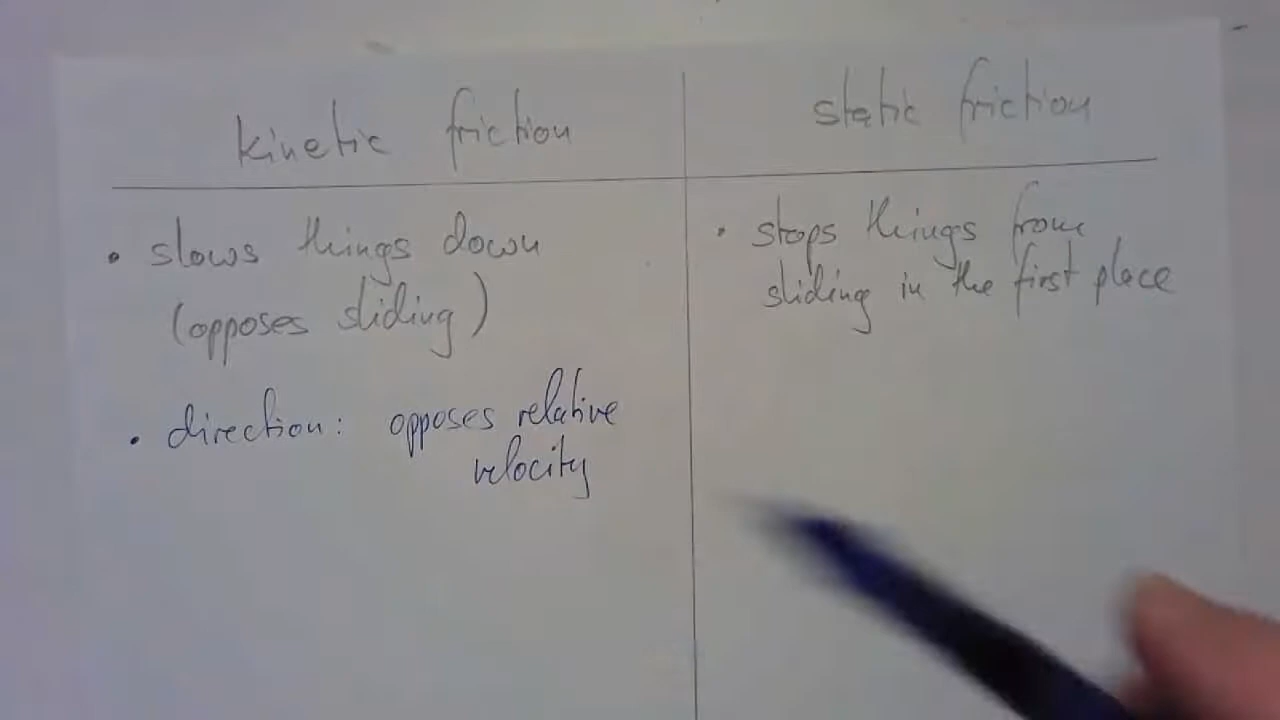 kinetic friction
• slows things down
(opposes sliding)
• direction: opposes relative
velocity
static friction
• stops things from
sliding in the first place